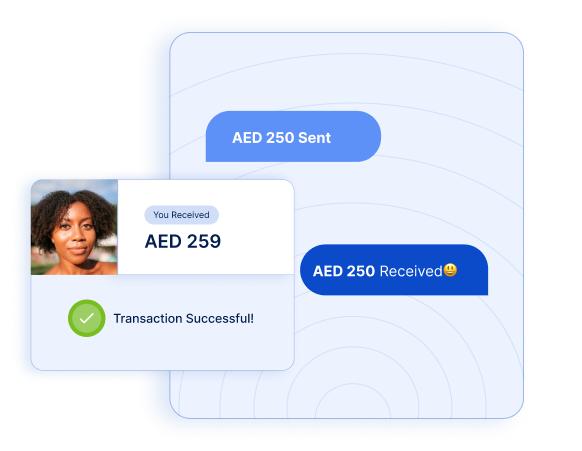 AED 250 Sent
You Received
AED 259
AED 250 Received😃
Transaction Successful!